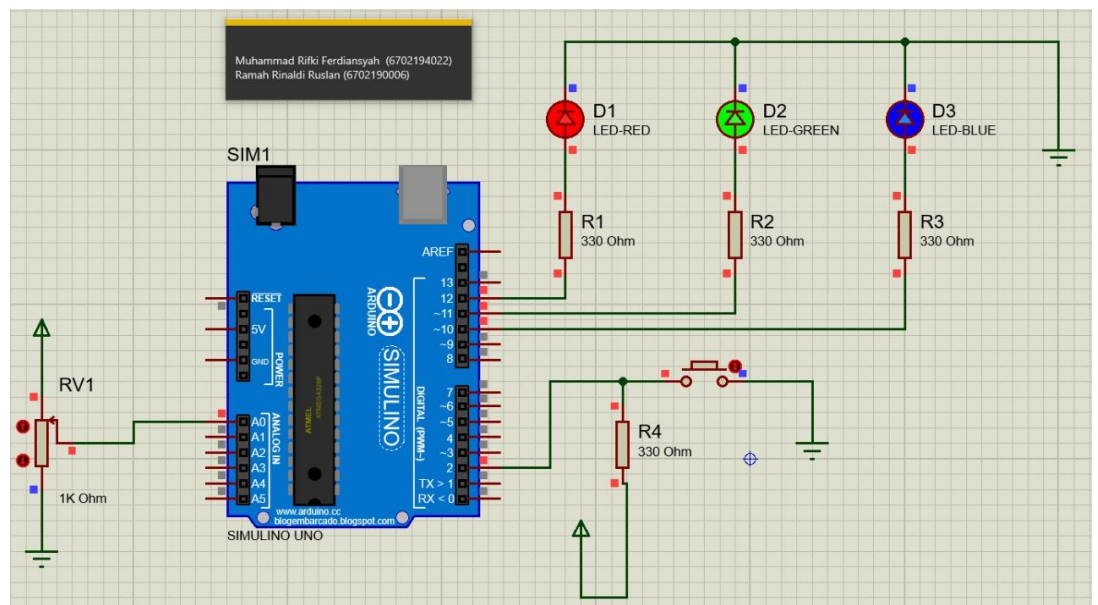 Muhammad Rifki Ferdiansyah (6702194022)
Ramah Rinaldi Ruslan (6702190006)
D1
LED-RED
D2
LED-GREEN
D3
LED-BLUE
SIM1
R1
330 Ohm
R2
330 Ohm
R3
330 Ohm
AREF
13
12
~11
~10
~9
8
RESET
5V
GND
POWER
ARDUINO
SIMULINO
ATMEL
ATMEGA328P
DIGITAL (PWM~)
7
~6
~5
4
~3
2
TX > 1
RX < 0
ANALOG IN
A0
A1
A2
A3
A4
A5
www.arduino.cc
blogembarcado.blogspot.com
SIMULINO UNO
RV1
1K Ohm
R4
330 Ohm